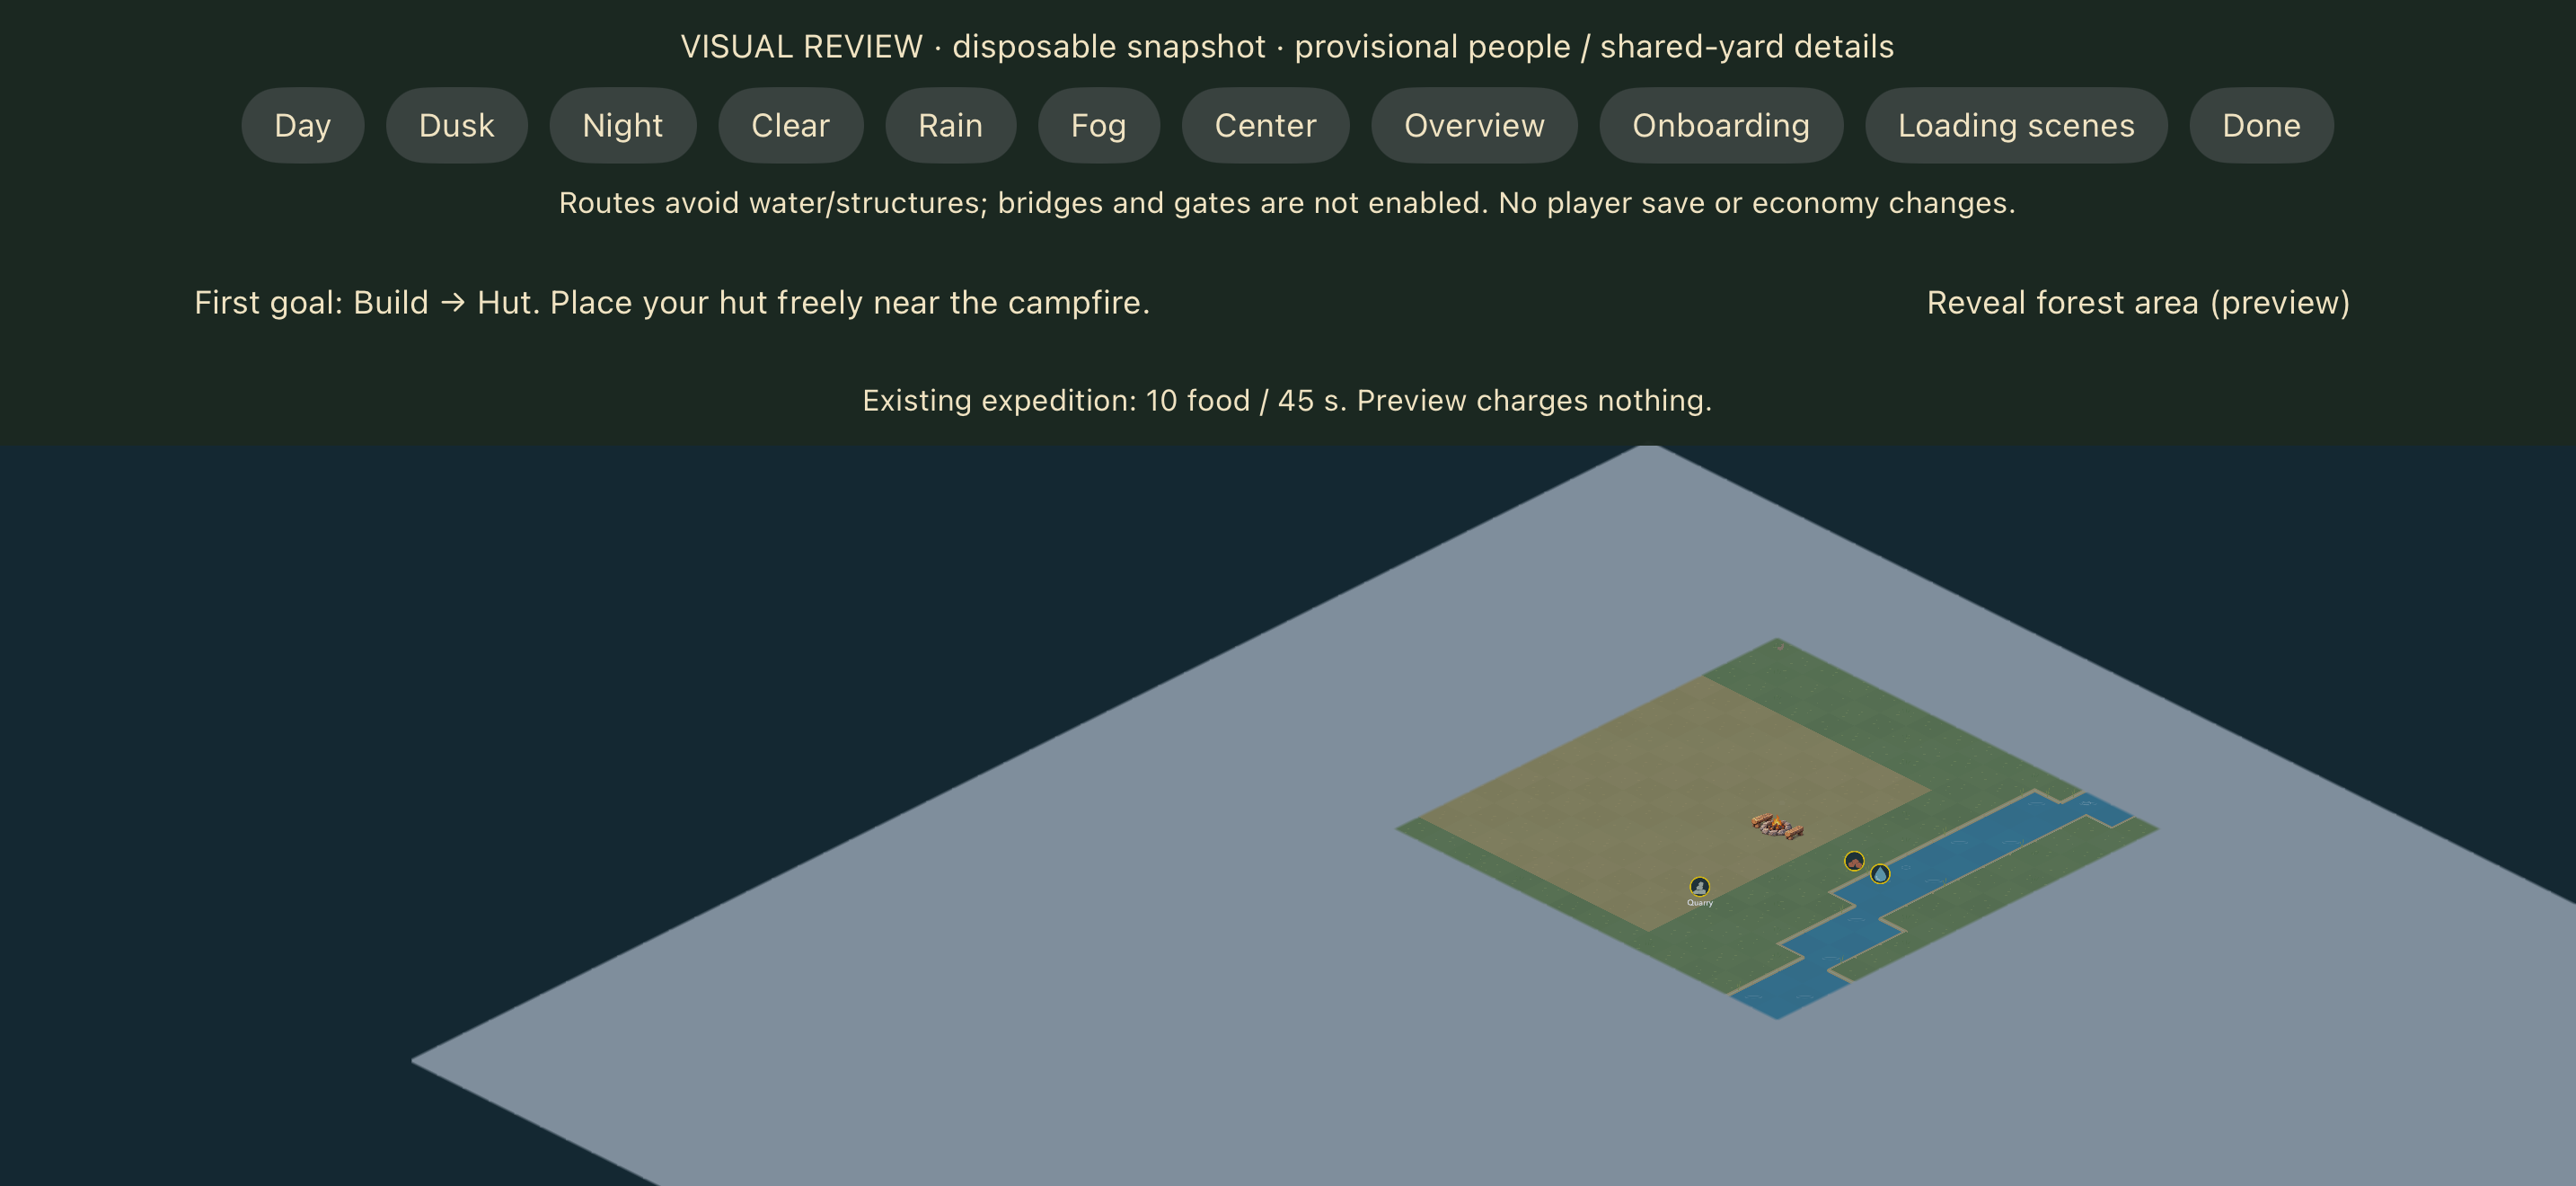 VISUAL REVIEW · disposable snapshot · provisional people / shared-yard details
Day Dusk Night Clear Rain Fog Center Overview Onboarding Loading scenes Done
Routes avoid water/structures; bridges and gates are not enabled. No player save or economy changes.
First goal: Build → Hut. Place your hut freely near the campfire.
Reveal forest area (preview)
Existing expedition: 10 food / 45 s. Preview charges nothing.
Quarry